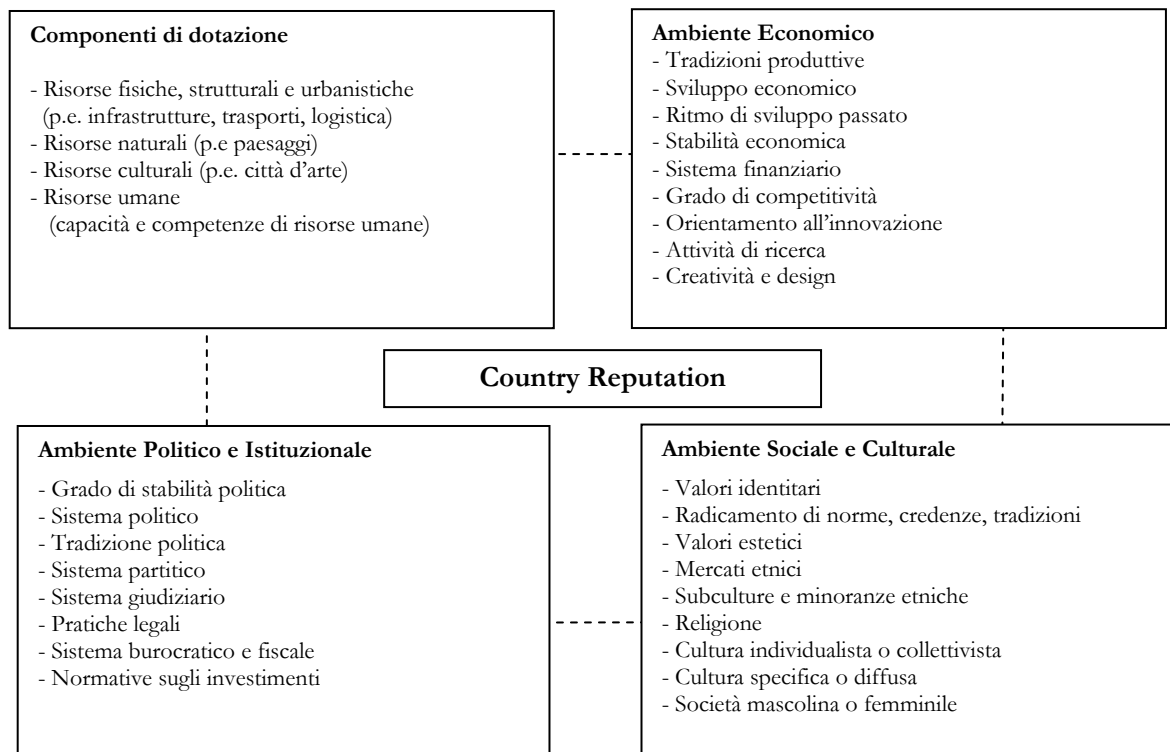 Componenti di dotazione
- Risorse fisiche, strutturali e urbanistiche
(p.e. infrastrutture, trasporti, logistica)
- Risorse naturali (p.e paesaggi)
- Risorse culturali (p.e. città d'arte)
- Risorse umane
(capacità e competenze di risorse umane)
Ambiente Economico
- Tradizioni produttive
- Sviluppo economico
- Ritmo di sviluppo passato
- Stabilità economica
- Sistema finanziario
- Grado di competitività
- Orientamento all'innovazione
- Attività di ricerca
- Creatività e design
Country Reputation
Ambiente Politico e Istituzionale
- Grado di stabilità politica
- Sistema politico
- Tradizione politica
- Sistema partitico
- Sistema giudiziario
- Pratiche legali
- Sistema burocratico e fiscale
- Normative sugli investimenti
Ambiente Sociale e Culturale
- Valori identitari
- Radicamento di norme, credenze, tradizioni
- Valori estetici
- Mercati etnici
- Subculture e minoranze etniche
- Religione
- Cultura individualista o collettivista
- Cultura specifica o diffusa
- Società mascolina o femminile